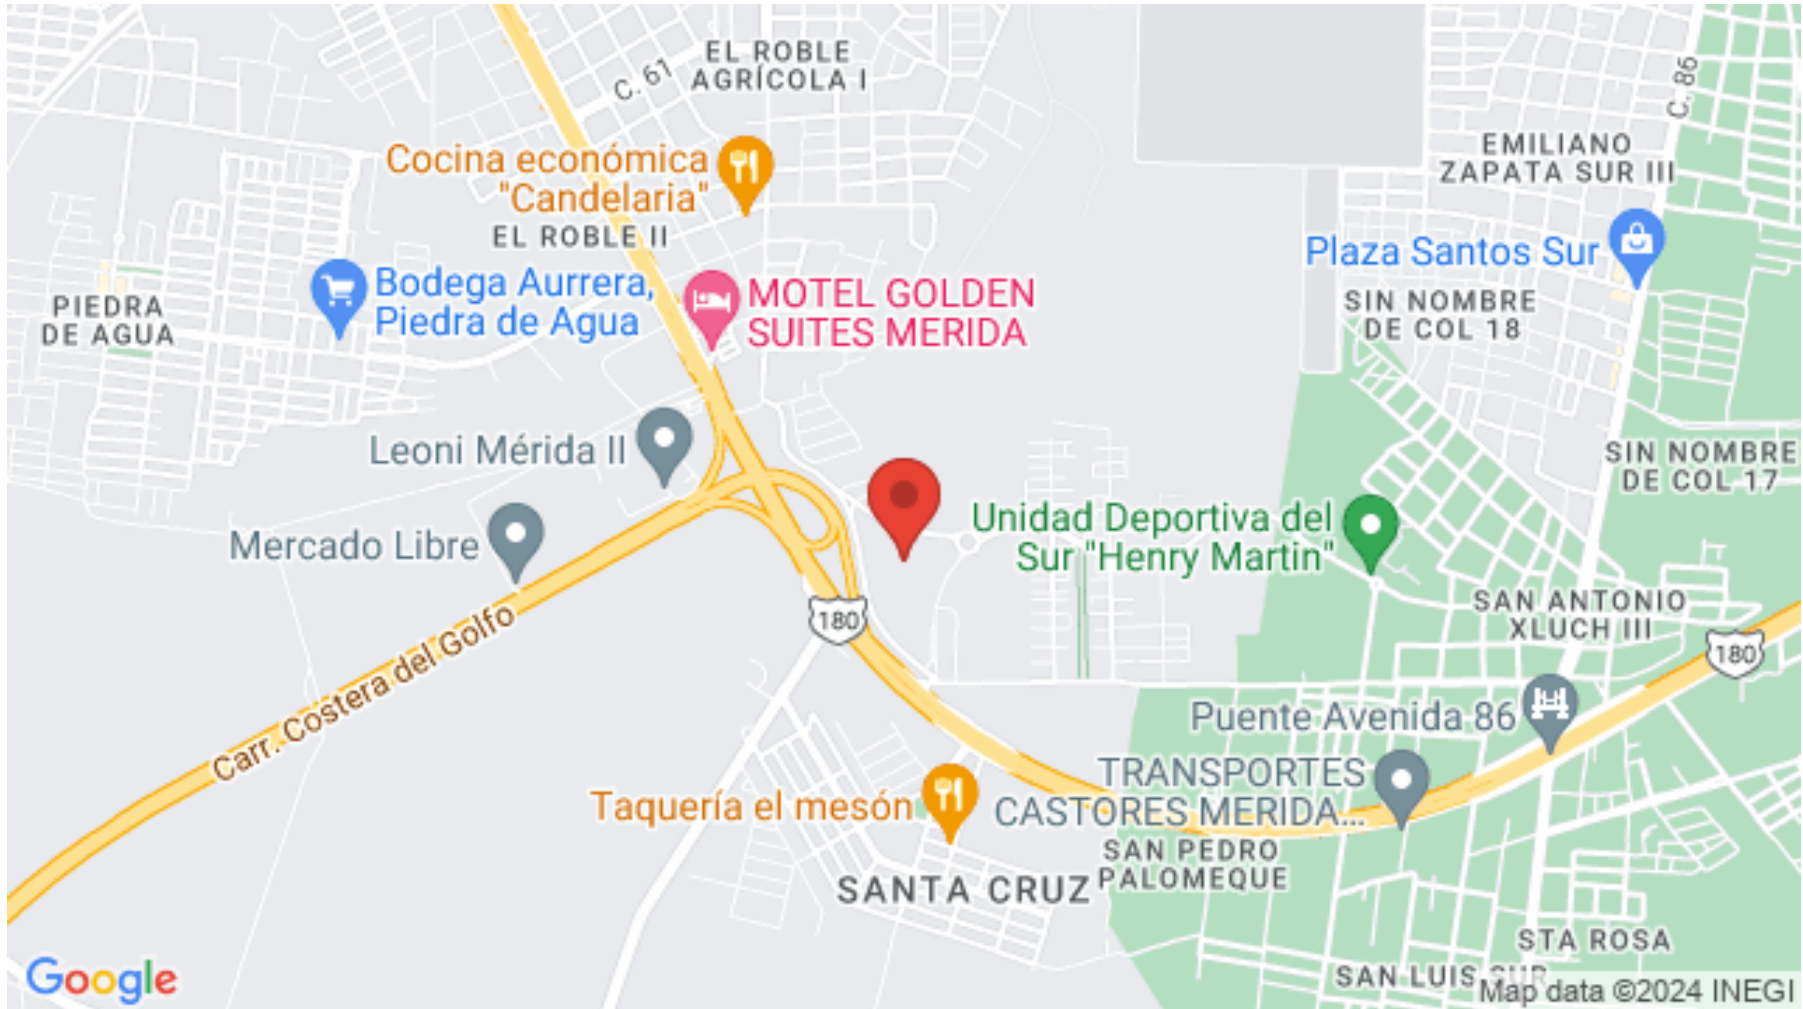 EL ROBLE
AGRÍCOLA I
C. 61
C. 86
EMILIANO
ZAPATA SUR III
Cocina económica
"Candelaria"
EL ROBLE II
Plaza Santos Sur
Bodega Aurrera,
Piedra de Agua
MOTEL GOLDEN
SUITES MERIDA
PIEDRA
DE AGUA
SIN NOMBRE
DE COL 18
Leoni Mérida II
SIN NOMBRE
DE COL 17
Mercado Libre
Unidad Deportiva del
Sur "Henry Martin"
SAN ANTONIO
XLUCH III
180
180
Carr. Costera del Golfo
Puente Avenida 86
TRANSPORTES
CASTORES MERIDA...
Taquería el mesón
SAN PEDRO
PALOMEQUE
SANTA CRUZ
STA ROSA
SAN LUIS SUR
Google
Map data ©2024 INEGI